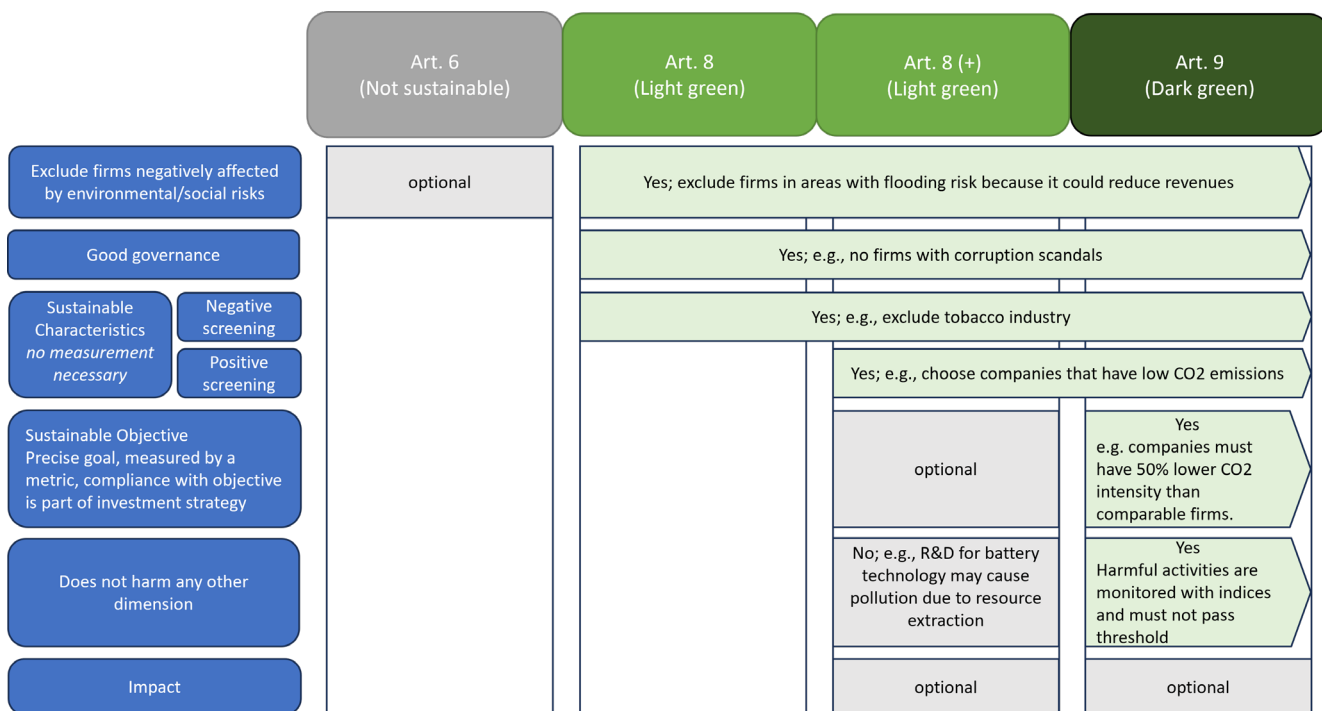 Art. 6
(Not sustainable)
Art. 8
(Light green)
Art. 8 (+)
(Light green)
Art. 9
(Dark green)
Exclude firms negatively affected
by environmental/social risks
optional
Yes; exclude firms in areas with flooding risk because it could reduce revenues
Good governance
Yes; e.g., no firms with corruption scandals
Sustainable
Characteristics
no measurement
necessary
Negative
screening
Yes; e.g., exclude tobacco industry
Positive
screening
Yes; e.g., choose companies that have low CO2 emissions
Sustainable Objective
Precise goal, measured by a
metric, compliance with objective
is part of investment strategy
optional
Yes
e.g. companies must
have 50% lower CO2
intensity than
comparable firms.
Does not harm any other
dimension
No; e.g., R&D for battery
technology may cause
pollution due to resource
extraction
Yes
Harmful activities are
monitored with indices
and must not pass
threshold
Impact
optional
optional